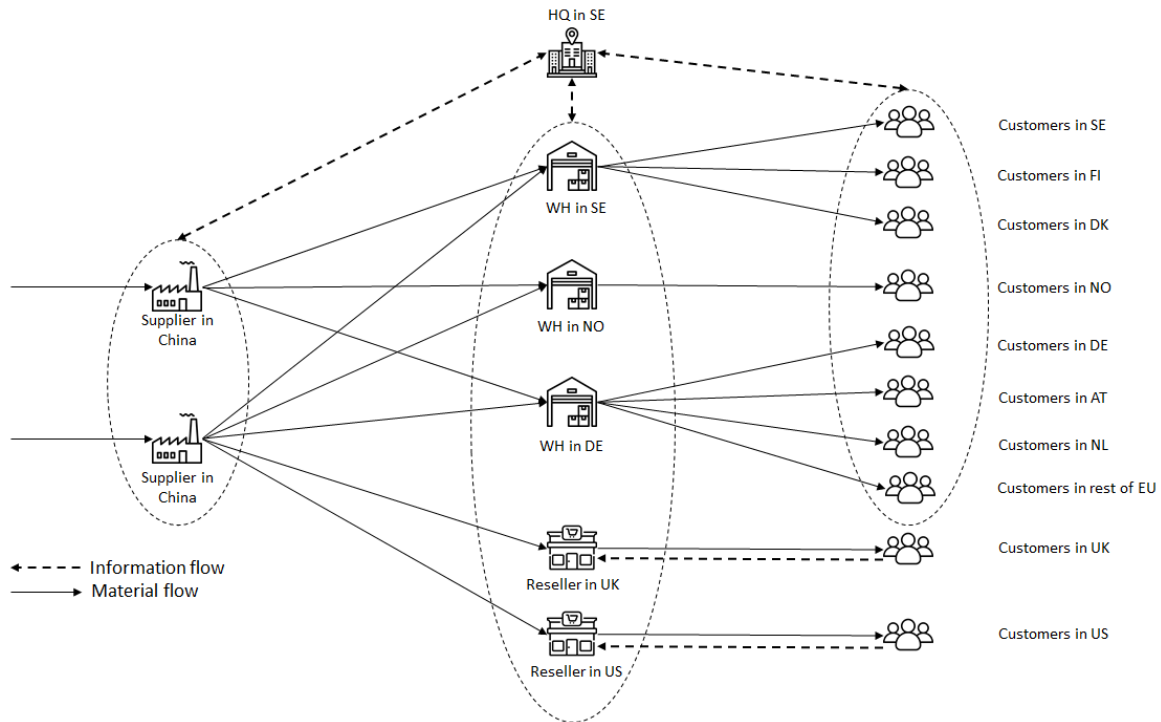 HQ in SE
Customers in SE
Customers in FI
WH in SE
Customers in DK
Customers in NO
Supplier in
China
WH in NO
Customers in DE
Customers in AT
WH in DE
Customers in NL
Supplier in
China
Customers in rest of EU
Customers in UK
Information flow
Reseller in UK
Material flow
Customers in US
Reseller in US